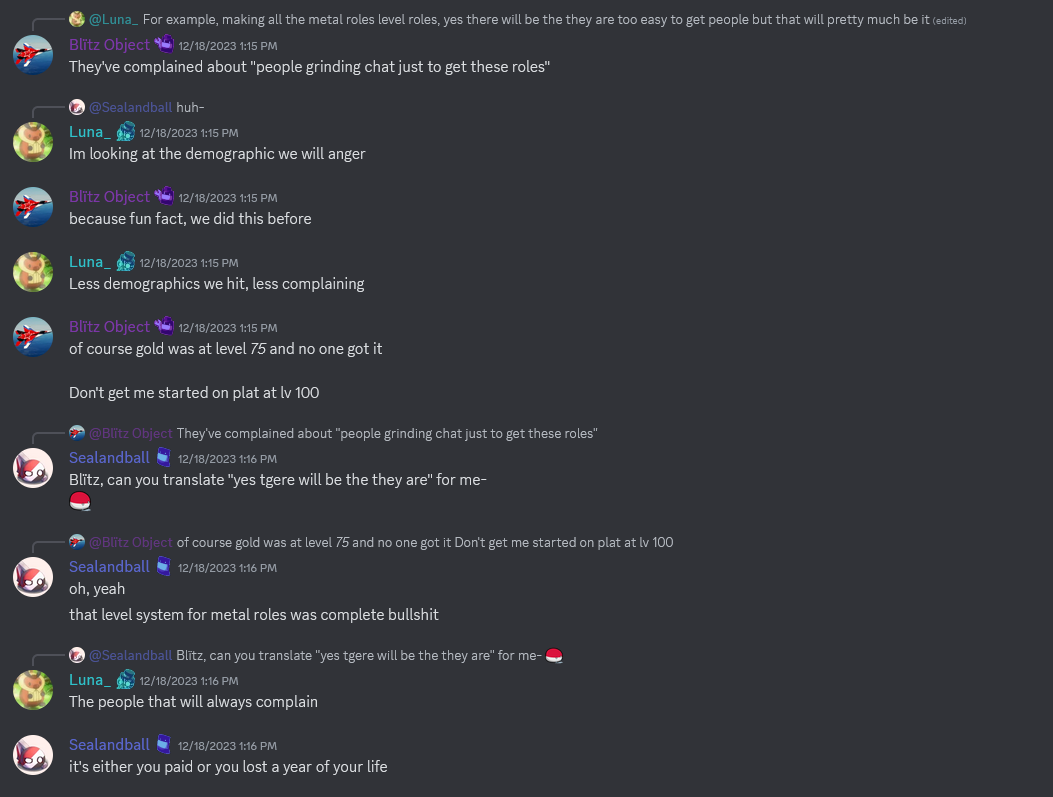 @Luna_ For example, making all the metal roles level roles, yes there will be the they are too easy to get people but that will pretty much be it (edited)
Blītz Object 12/18/2023 1:15 PM
They've complained about "people grinding chat just to get these roles"
@Sealandball huh-
Luna_ 12/18/2023 1:15 PM
Im looking at the demographic we will anger
Blītz Object 12/18/2023 1:15 PM
because fun fact, we did this before
Luna_ 12/18/2023 1:15 PM
Less demographics we hit, less complaining
Blītz Object 12/18/2023 1:15 PM
of course gold was at level 75 and no one got it
Don't get me started on plat at lv 100
@Blītz Object They've complained about "people grinding chat just to get these roles"
Sealandball 12/18/2023 1:16 PM
Blītz, can you translate "yes tgere will be the they are" for me-
@Blītz Object of course gold was at level 75 and no one got it Don't get me started on plat at lv 100
Sealandball 12/18/2023 1:16 PM
oh, yeah
that level system for metal roles was complete bullshit
@Sealandball Blītz, can you translate "yes tgere will be the they are" for me-
Luna_ 12/18/2023 1:16 PM
The people that will always complain
Sealandball 12/18/2023 1:16 PM
it's either you paid or you lost a year of your life